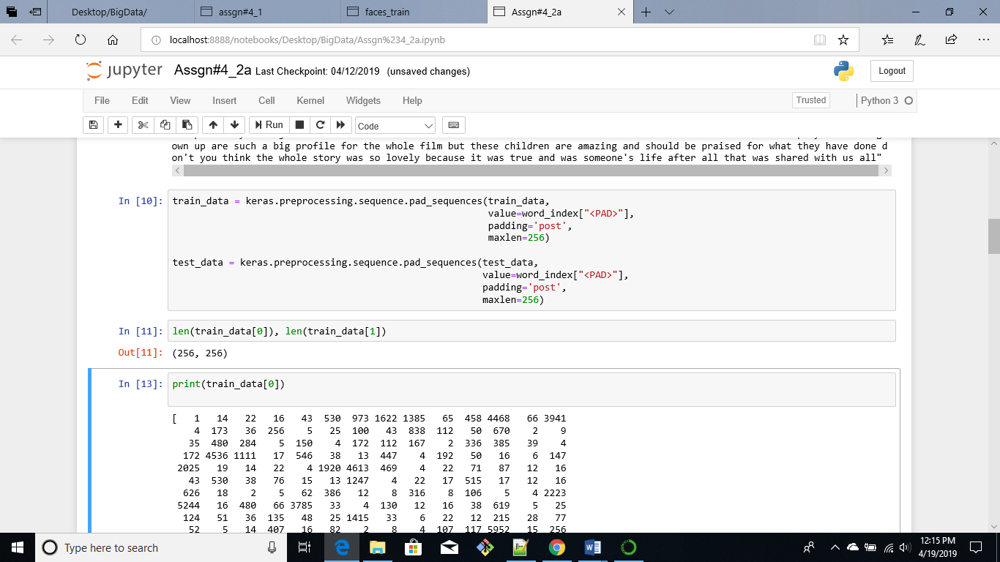 Desktop/BigData/
assgn#4_1
faces_train
Assgn#4_2a
localhost:8888/notebooks/Desktop/BigData/Assgn%234_2a.ipynb
jupyter Assgn#4_2a Last Checkpoint: 04/12/2019 (unsaved changes)
Logout
File Edit View Insert Cell Kernel Widgets Help
Trusted Python 3
Run Code
own up are such a big profile for the whole film but these children are amazing and should be praised for what they have done d
on't you think the whole story was so lovely because it was true and was someone's life after all that was shared with us all"
In [10]: train_data = keras.preprocessing.sequence.pad_sequences(train_data,
value=word_index["<PAD>"],
padding='post',
maxlen=256)
test_data = keras.preprocessing.sequence.pad_sequences(test_data,
value=word_index["<PAD>"],
padding='post',
maxlen=256)
In [11]: len(train_data[0]), len(train_data[1])
Out[11]: (256, 256)
In [13]: print(train_data[0])
[ 1 14 22 16 43 530 973 1622 1385 65 458 4468 66 3941
4 173 36 256 5 25 100 43 838 112 50 670 2 9
35 480 284 5 150 4 172 112 167 2 336 385 39 4
172 4536 1111 17 546 38 13 447 4 192 50 16 6 147
2025 19 14 22 4 1920 4613 469 4 22 71 87 12 16
43 530 38 76 15 13 1247 4 22 17 515 17 12 16
626 18 2 5 62 386 12 8 316 8 106 5 4 2223
5244 16 480 66 3785 33 4 130 12 16 38 619 5 25
124 51 36 135 48 25 1415 33 6 22 12 215 28 77
52 5 14 407 16 82 2 8 4 107 117 5952 15 256
Type here to search
12:15 PM
4/19/2019